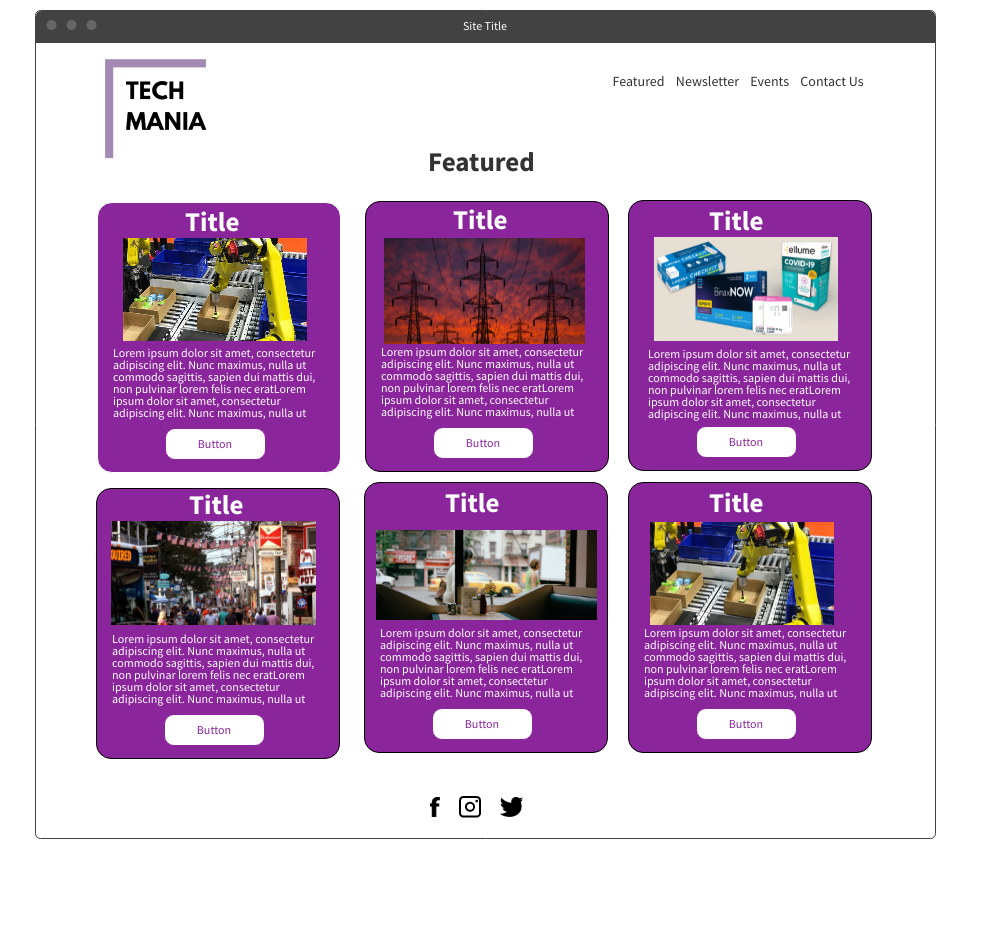 Site Title
TECH
MANIA
Featured Newsletter Events Contact Us
Featured
Title
Lorem ipsum dolor sit amet, consectetur
adipiscing elit. Nunc maximus, nulla ut
commodo sagittis, sapien dui mattis dui,
non pulvinar lorem felis nec eratLorem
ipsum dolor sit amet, consectetur
adipiscing elit. Nunc maximus, nulla ut
Button
Title
Lorem ipsum dolor sit amet, consectetur
adipiscing elit. Nunc maximus, nulla ut
commodo sagittis, sapien dui mattis dui,
non pulvinar lorem felis nec eratLorem
ipsum dolor sit amet, consectetur
adipiscing elit. Nunc maximus, nulla ut
Button
Title
ellume
COVID-19
BinaxNOW
Lorem ipsum dolor sit amet, consectetur
adipiscing elit. Nunc maximus, nulla ut
commodo sagittis, sapien dui mattis dui,
non pulvinar lorem felis nec eratLorem
ipsum dolor sit amet, consectetur
adipiscing elit. Nunc maximus, nulla ut
Button
Title
POT
Lorem ipsum dolor sit amet, consectetur
adipiscing elit. Nunc maximus, nulla ut
commodo sagittis, sapien dui mattis dui,
non pulvinar lorem felis nec eratLorem
ipsum dolor sit amet, consectetur
adipiscing elit. Nunc maximus, nulla ut
Button
Title
Lorem ipsum dolor sit amet, consectetur
adipiscing elit. Nunc maximus, nulla ut
commodo sagittis, sapien dui mattis dui,
non pulvinar lorem felis nec eratLorem
ipsum dolor sit amet, consectetur
adipiscing elit. Nunc maximus, nulla ut
Button
Title
Lorem ipsum dolor sit amet, consectetur
adipiscing elit. Nunc maximus, nulla ut
commodo sagittis, sapien dui mattis dui,
non pulvinar lorem felis nec eratLorem
ipsum dolor sit amet, consectetur
adipiscing elit. Nunc maximus, nulla ut
Button